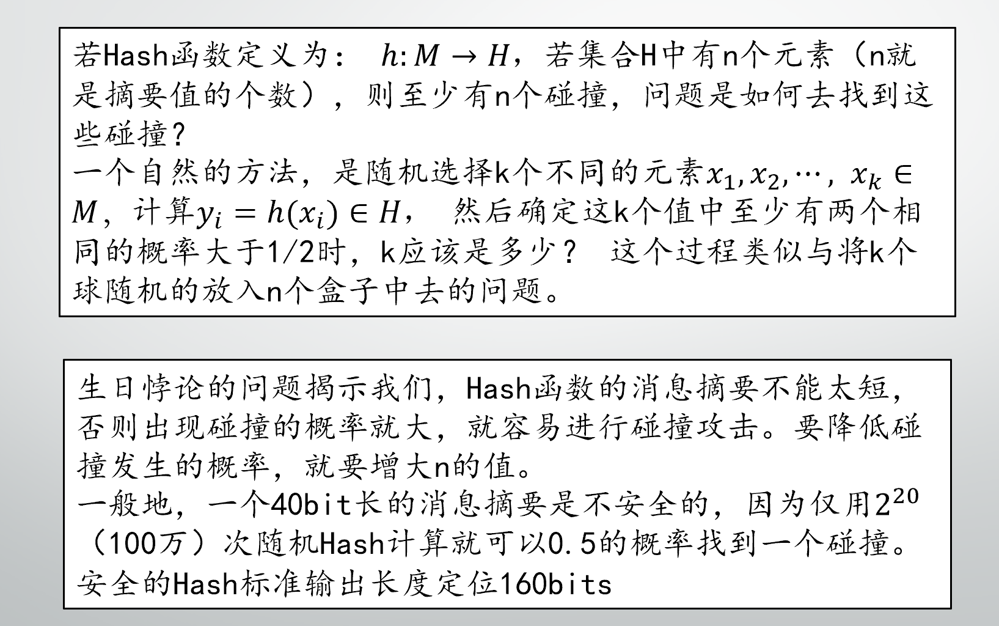 若Hash函数定义为： h: M → H，若集合H中有n个元素（n就
是摘要值的个数），则至少有n个碰撞，问题是如何去找到这
些碰撞？
一个自然的方法，是随机选择k个不同的元素x₁, x₂, ⋯, xₖ ∈
M，计算yᵢ = h(xᵢ) ∈ H， 然后确定这k个值中至少有两个相
同的概率大于1/2时，k应该是多少？ 这个过程类似与将k个
球随机的放入n个盒子中去的问题。
生日悖论的问题揭示我们，Hash函数的消息摘要不能太短，
否则出现碰撞的概率就大，就容易进行碰撞攻击。要降低碰
撞发生的概率，就要增大n的值。
一般地，一个40bit长的消息摘要是不安全的，因为仅用2²⁰
（100万）次随机Hash计算就可以0.5的概率找到一个碰撞。
安全的Hash标准输出长度定位160bits